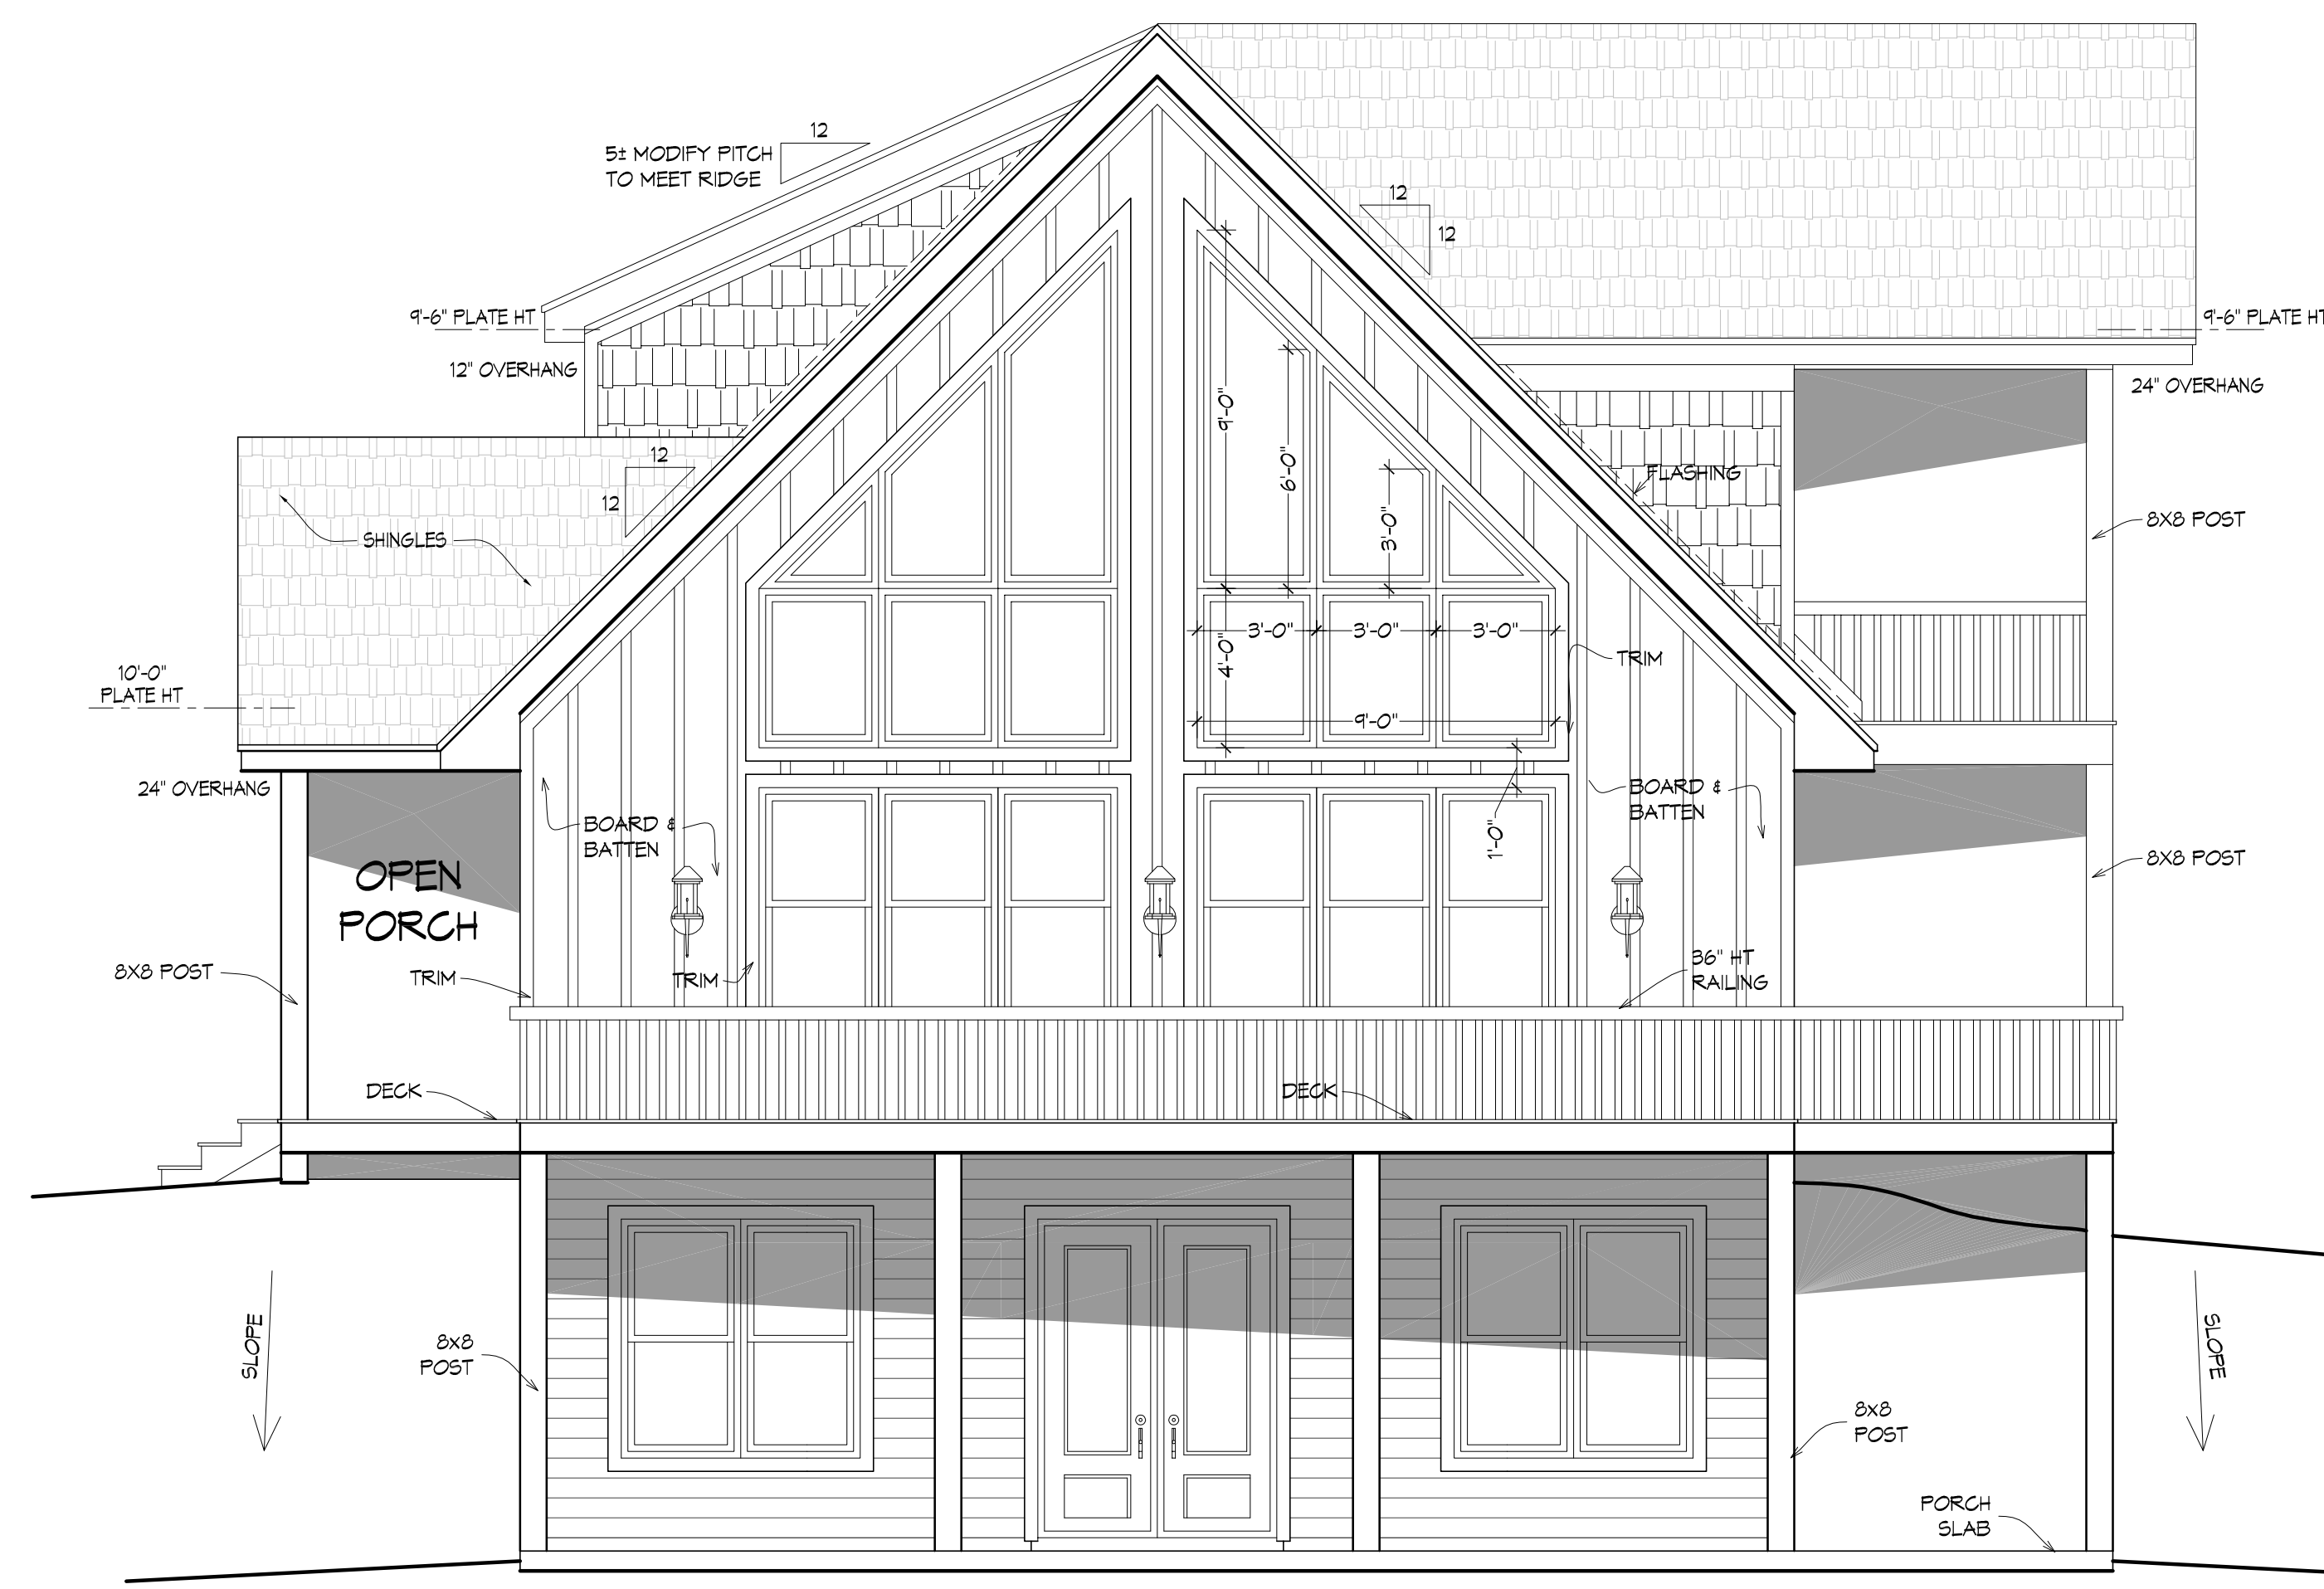 12
5± MODIFY PITCH
TO MEET RIDGE
12
12
9'-6" PLATE HT
9'-6" PLATE HT
12" OVERHANG
24" OVERHANG
9'-0"
6'-0"
3'-0"
12
12
FLASHING
8X8 POST
SHINGLES
3'-0"
3'-0"
3'-0"
4'-0"
TRIM
10'-0"
PLATE HT
9'-0"
24" OVERHANG
BOARD &
BATTEN
BOARD &
BATTEN
1'-0"
8X8 POST
OPEN
PORCH
8X8 POST
TRIM
TRIM
36" HT
RAILING
DECK
DECK
SLOPE
SLOPE
8x8
POST
8x8
POST
PORCH
SLAB